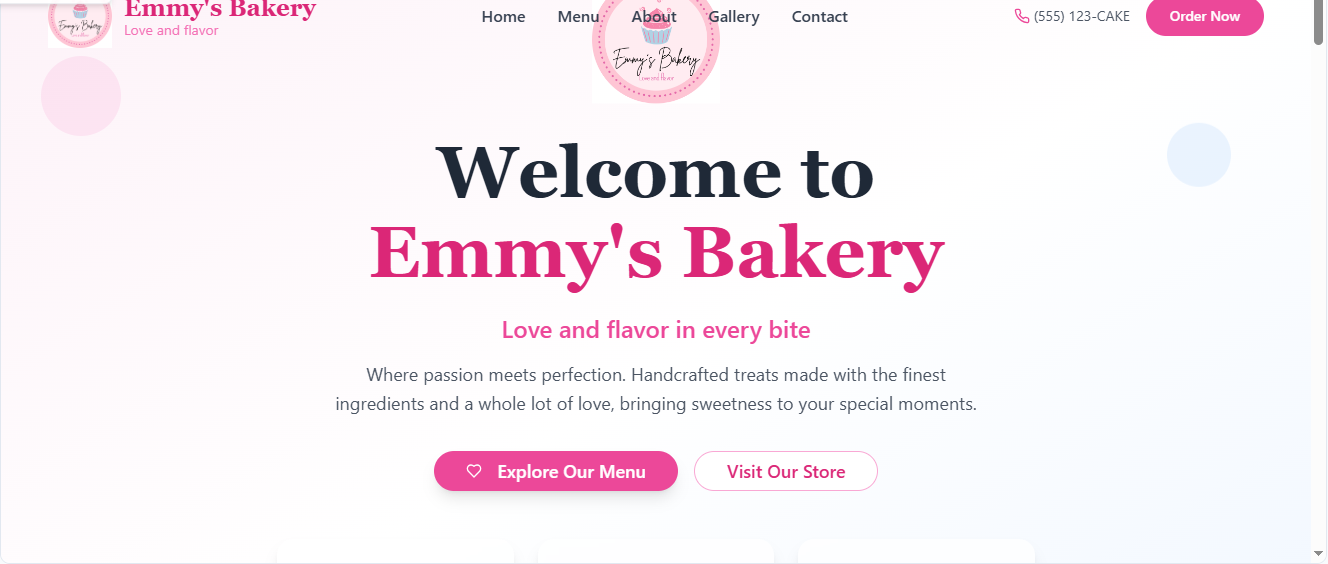 Emmy's Bakery
Love and flavor
Emmy's Bakery
Home
Menu
About
Gallery
Contact
(555) 123-CAKE
Order Now
Emmy's Bakery
Love and flavor
Welcome to
Emmy's Bakery
Love and flavor in every bite
Where passion meets perfection. Handcrafted treats made with the finest
ingredients and a whole lot of love, bringing sweetness to your special moments.
Explore Our Menu
Visit Our Store